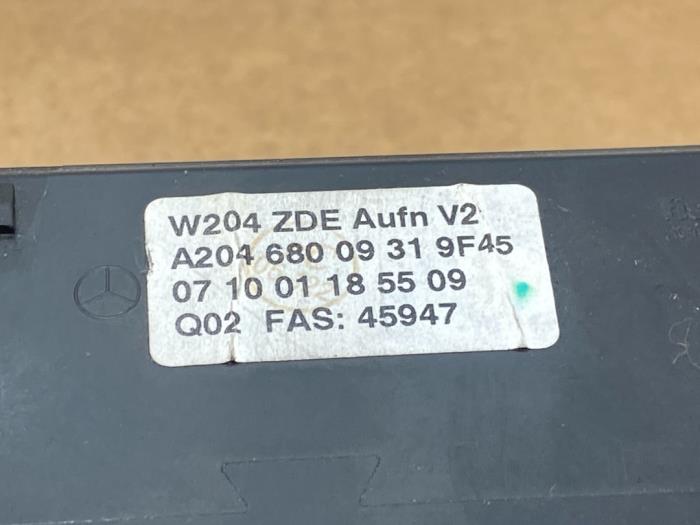 W204 ZDE Aufn V2
A204 680 09 31 9F45
07 10 01 18 55 09
Q02 FAS: 45947